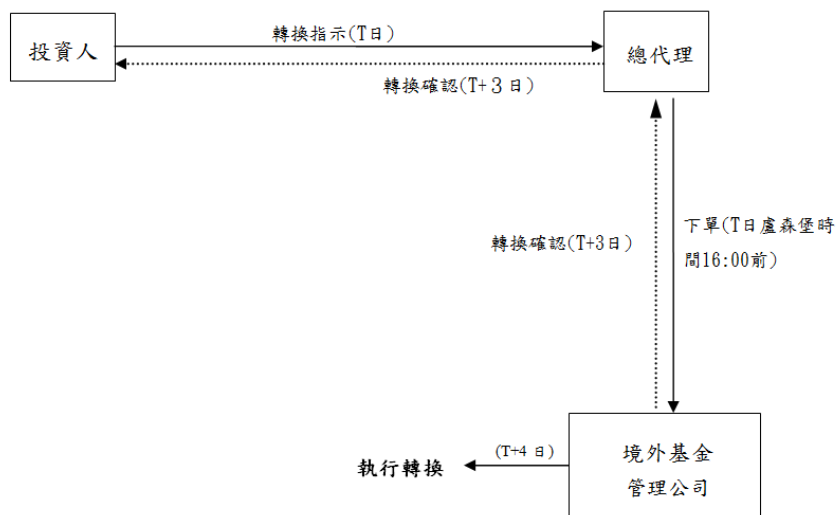 轉換指示(T日)
投資人
總代理
轉換確認(T+3日)
轉換確認(T+3日)
下單(T日盧森堡時
間16:00前)
執行轉換
(T+4 日)
境外基金
管理公司